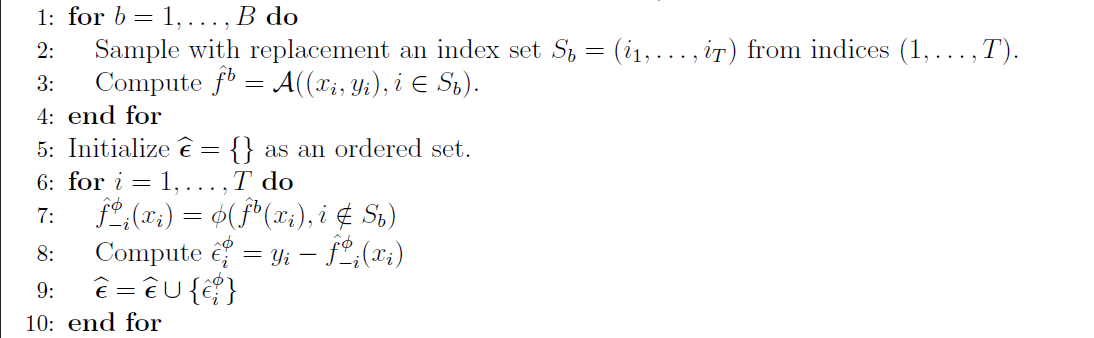 1: for b = 1, . . . , B do
2: Sample with replacement an index set S_b = (i_1, . . . , i_T) from indices (1, . . . , T).
3: Compute f̂^b = 𝒜((x_i, y_i), i ∈ S_b).
4: end for
5: Initialize ε̂ = {} as an ordered set.
6: for i = 1, . . . , T do
7: f̂^ϕ_{−i}(x_i) = ϕ(f̂^b(x_i), i ∉ S_b)
8: Compute ε̂^ϕ_i = y_i − f̂^ϕ_{−i}(x_i)
9: ε̂ = ε̂ ∪ {ε̂^ϕ_i}
10: end for